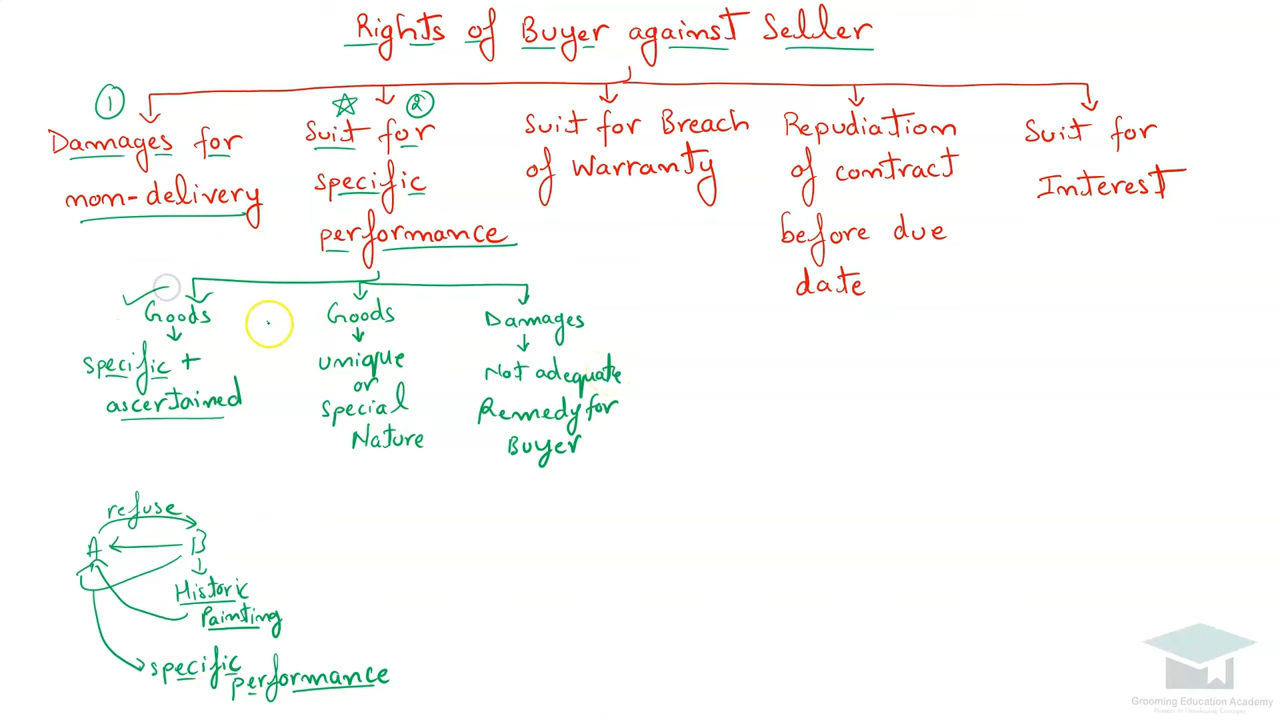 Rights of Buyer against Seller
①
Damages for
non-delivery
☆ ②
Suit for
specific
performance
Suit for Breach
of Warranty
Repudiation
of contract
before due
date
Suit for
Interest
Goods
specific +
ascertained
Goods
unique
or
special
Nature
Damages
Not adequate
Remedy for
Buyer
refuse
A
B
Historic
Painting
specific
performance
Grooming Education Academy